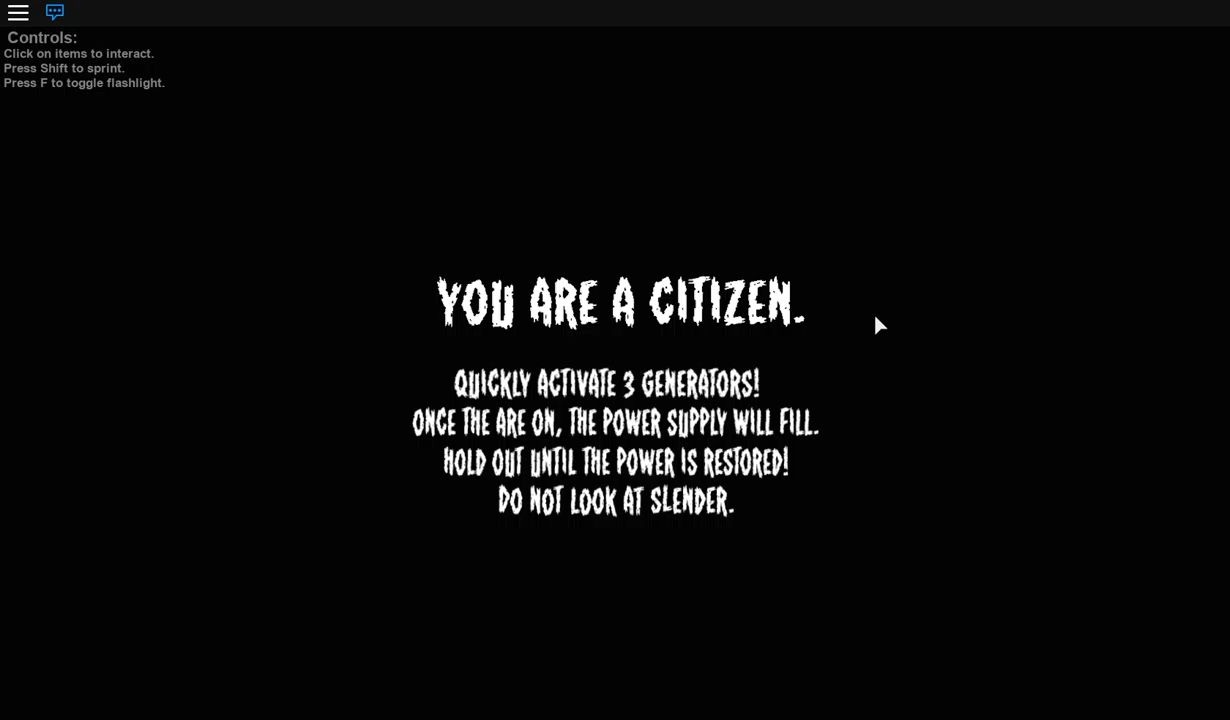 Controls:
Click on items to interact.
Press Shift to sprint.
Press F to toggle flashlight.
YOU ARE A CITIZEN.
QUICKLY ACTIVATE 3 GENERATORS!
ONCE THE ARE ON, THE POWER SUPPLY WILL FILL.
HOLD OUT UNTIL THE POWER IS RESTORED!
DO NOT LOOK AT SLENDER.